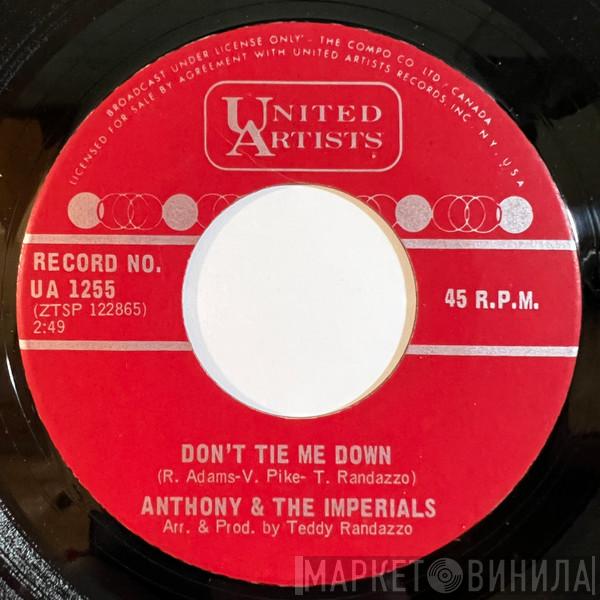 BROADCAST UNDER LICENSE ONLY - THE COMPO CO. LTD., CANADA
LICENSED FOR SALE BY AGREEMENT WITH UNITED ARTISTS RECORDS, INC. - N.Y., U.S.A
UNITED
ARTISTS
RECORD NO.
UA 1255
(ZTSP 122865)
2:49
45 R.P.M.
DON'T TIE ME DOWN
(R. Adams-V. Pike- T. Randazzo)
ANTHONY & THE IMPERIALS
Arr. & Prod. by Teddy Randazzo
МАРКЕТ ВИНИЛА